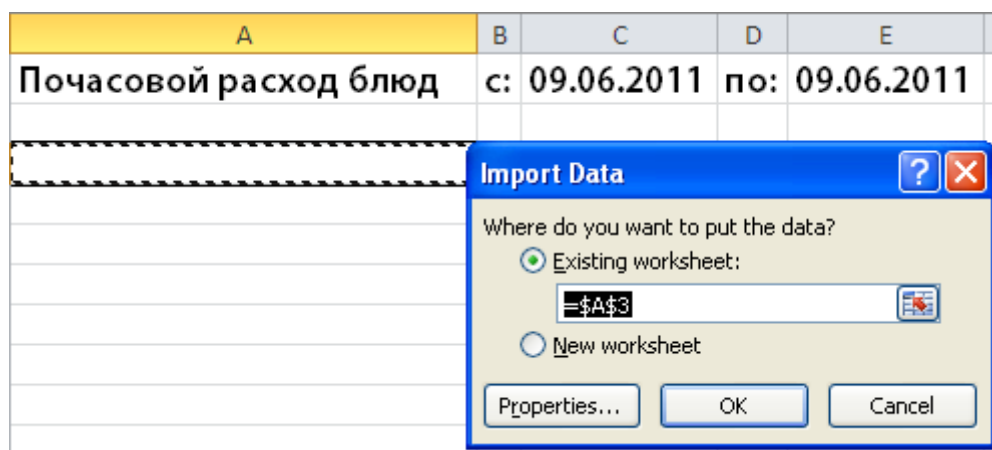 A B C D E
Почасовой расход блюд с: 09.06.2011 по: 09.06.2011
Import Data
Where do you want to put the data?
Existing worksheet:
=$A$3
New worksheet
Properties... OK Cancel